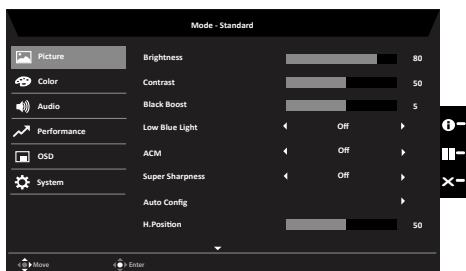 Mode - Standard
Picture
Brightness 80
Color
Contrast 50
Audio
Black Boost 5
Performance
Low Blue Light Off
OSD
ACM Off
System
Super Sharpness Off
Auto Config
H.Position 50
Move Enter